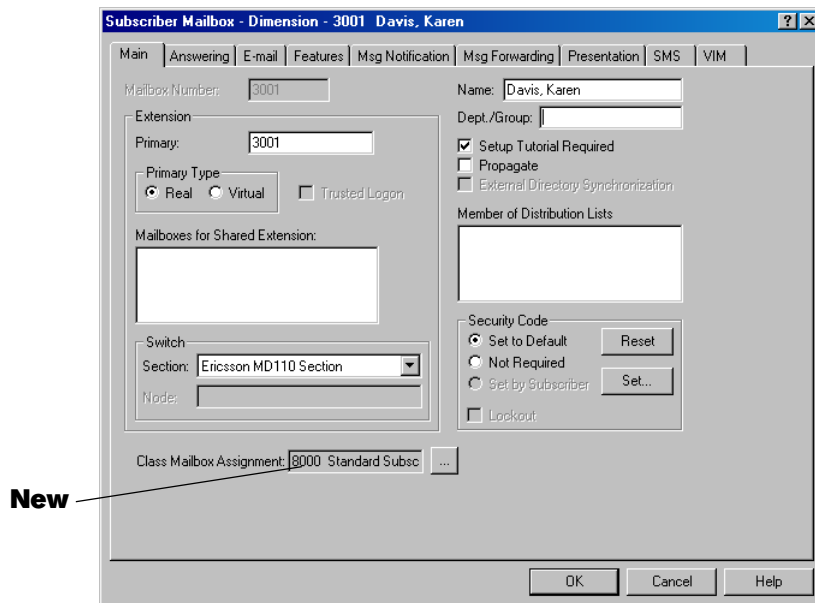 Subscriber Mailbox - Dimension - 3001 Davis, Karen
Main Answering E-mail Features Msg Notification Msg Forwarding Presentation SMS VIM
Mailbox Number: 3001
Name: Davis, Karen
Extension
Dept./Group:
Primary: 3001
Setup Tutorial Required
Primary Type
Propagate
Real Virtual Trusted Logon
External Directory Synchronization
Member of Distribution Lists
Mailboxes for Shared Extension:
Security Code
Switch
Set to Default Reset
Section: Ericsson MD110 Section
Not Required
Node:
Set by Subscriber Set...
Lockout
Class Mailbox Assignment: 8000 Standard Subsc ...
New
OK Cancel Help